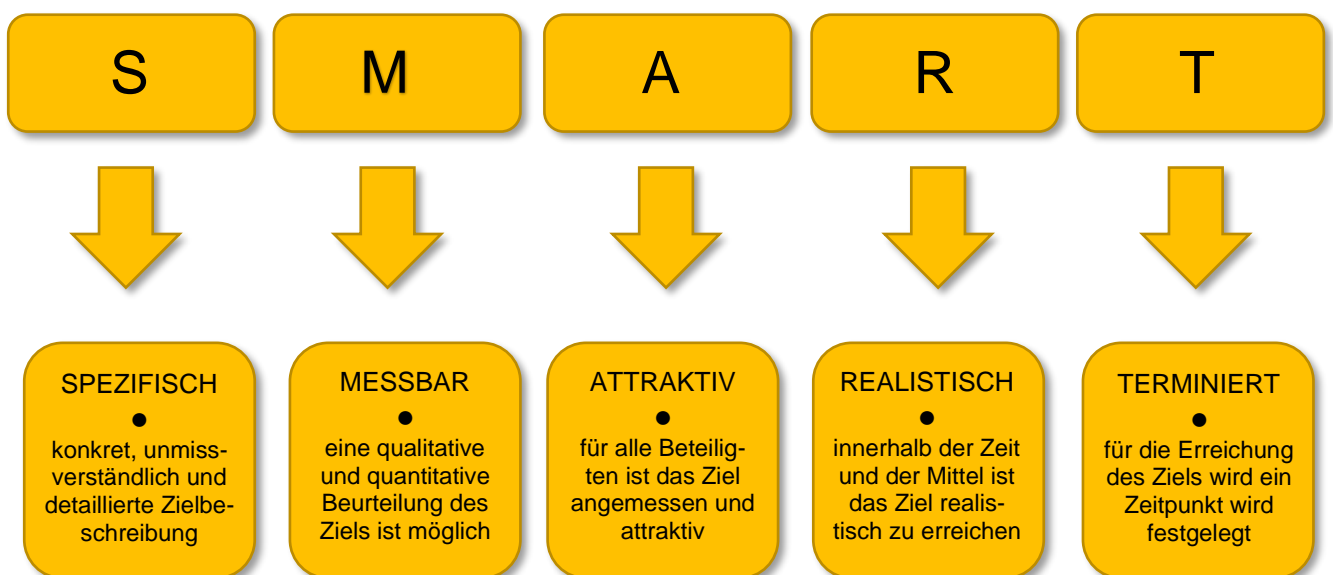 S
M
A
R
T
SPEZIFISCH
●
konkret, unmiss-
verständlich und
detaillierte Zielbe-
schreibung
MESSBAR
●
eine qualitative
und quantitative
Beurteilung des
Ziels ist möglich
ATTRAKTIV
●
für alle Beteilig-
ten ist das Ziel
angemessen und
attraktiv
REALISTISCH
●
innerhalb der Zeit
und der Mittel ist
das Ziel realis-
tisch zu erreichen
TERMINIERT
●
für die Erreichung
des Ziels wird ein
Zeitpunkt wird
festgelegt